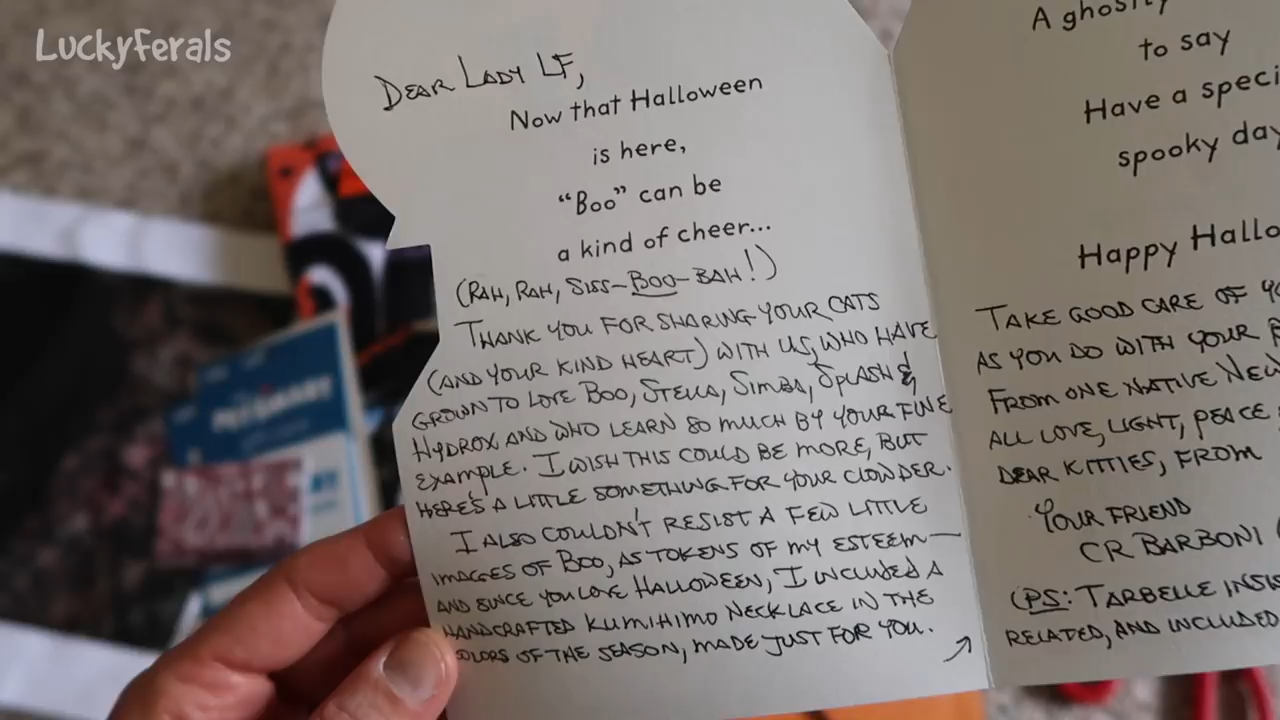 LuckyFerals
DEAR LADY LF,
Now that Halloween
is here,
“Boo” can be
a kind of cheer...
(RAH, RAH, SISS-BOO-BAH!)
THANK YOU FOR SHARING YOUR CATS
(AND YOUR KIND HEART) WITH US, WHO HAVE
GROWN TO LOVE BOO, STELLA, SIMBA, SPLASH &
HYDROX, AND WHO LEARN SO MUCH BY YOUR FINE
EXAMPLE. I WISH THIS COULD BE MORE, BUT
HERE'S A LITTLE SOMETHING FOR YOUR CLOWDER.
I ALSO COULDN'T RESIST A FEW LITTLE
IMAGES OF BOO, AS TOKENS OF MY ESTEEM—
AND SINCE YOU LOVE HALLOWEEN, I INCLUDED A
HANDCRAFTED KUMIHIMO NECKLACE IN THE
COLORS OF THE SEASON, MADE JUST FOR YOU.
A ghostly
to say
Have a speci
spooky day
Happy Hallo
TAKE GOOD CARE OF YO
AS YOU DO WITH YOUR
FROM ONE NATIVE NEW
ALL LOVE, LIGHT, PEACE
DEAR KITTIES, FROM
YOUR FRIEND
CR BARBONI
(PS: TARBELLE INSIS
RELATED, AND INCLUDED